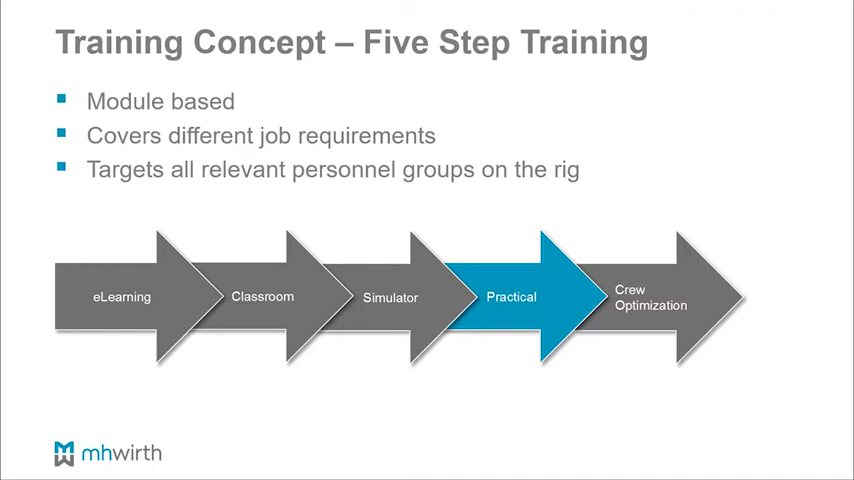 Training Concept – Five Step Training
Module based
Covers different job requirements
Targets all relevant personnel groups on the rig
eLearning
Classroom
Simulator
Practical
Crew
Optimization
mhwirth